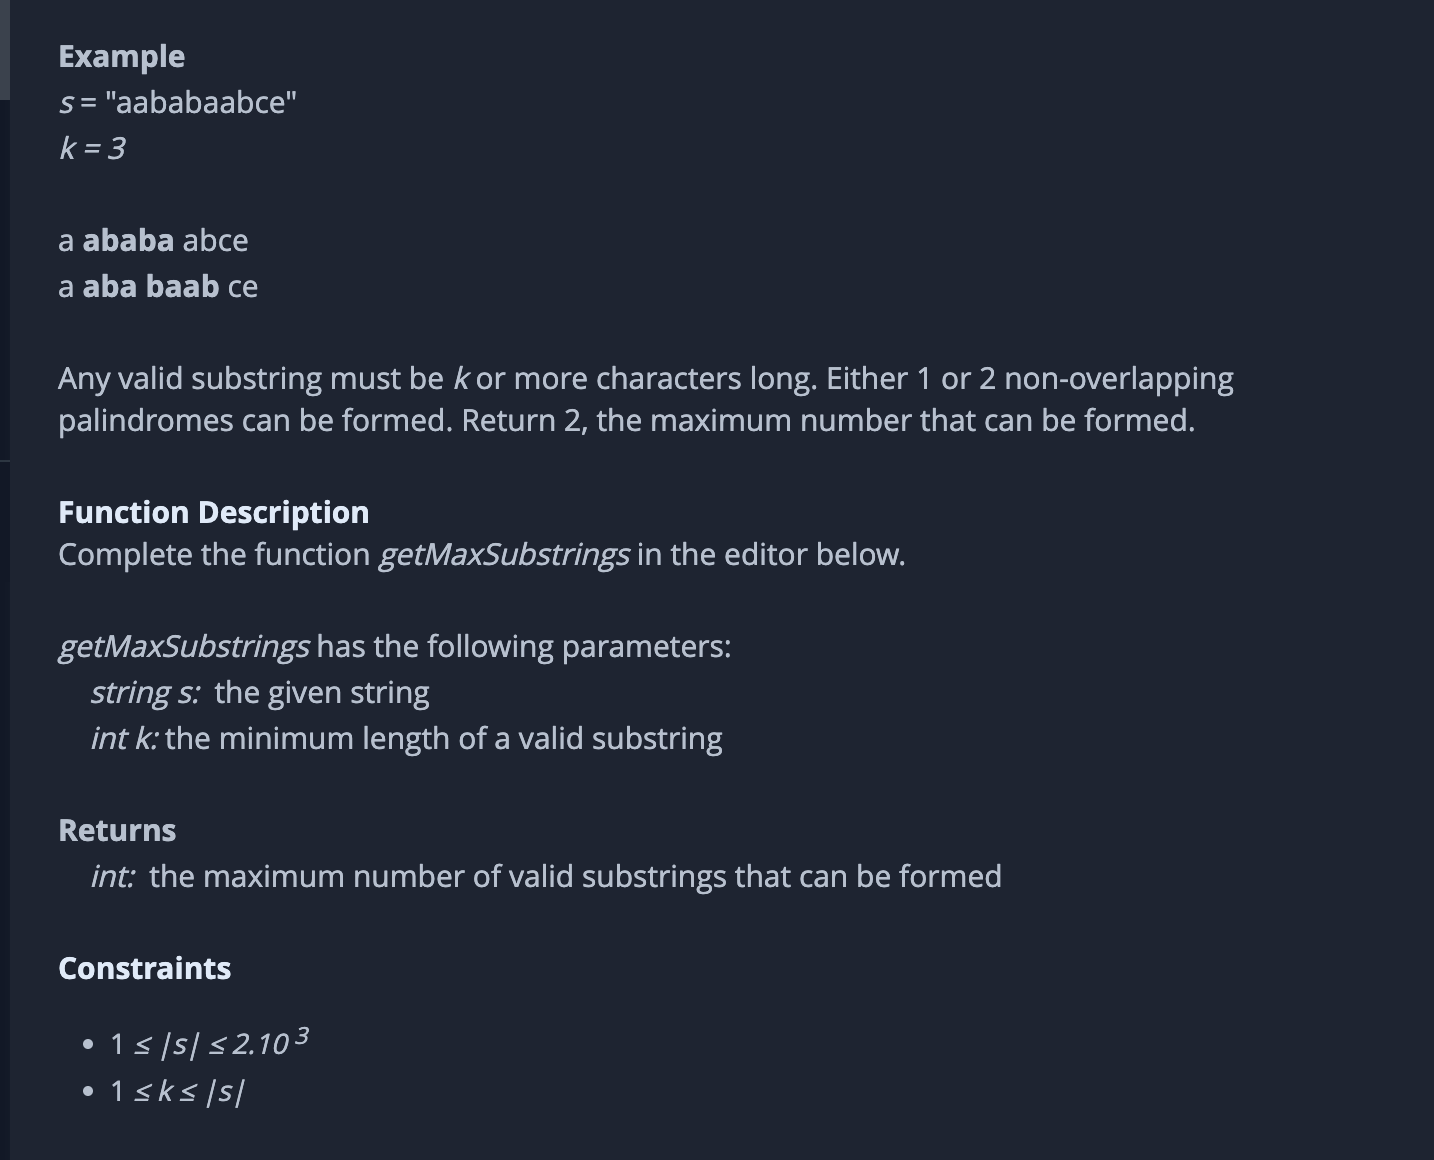 Example
s = "aababaabce"
k = 3
a ababa abce
a aba baab ce
Any valid substring must be k or more characters long. Either 1 or 2 non-overlapping
palindromes can be formed. Return 2, the maximum number that can be formed.
Function Description
Complete the function getMaxSubstrings in the editor below.
getMaxSubstrings has the following parameters:
string s: the given string
int k: the minimum length of a valid substring
Returns
int: the maximum number of valid substrings that can be formed
Constraints
• 1 ≤ |s| ≤ 2.10 3
• 1 ≤ k ≤ |s|